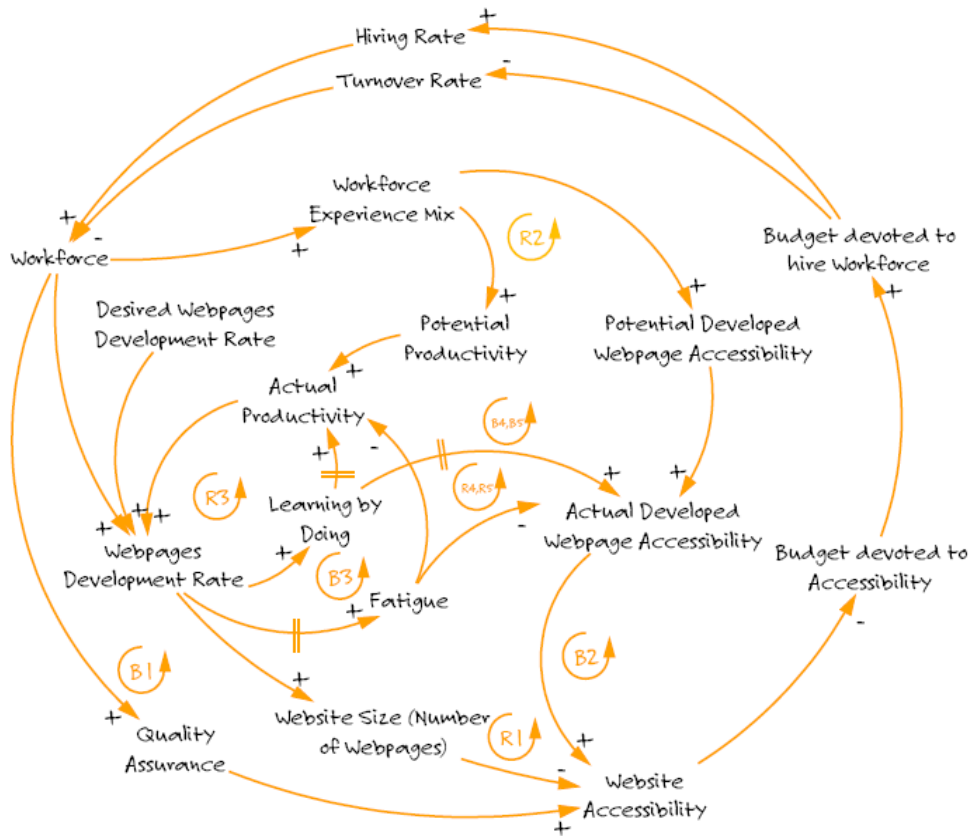 +
Hiring Rate
-
Turnover Rate
Workforce
Experience Mix
+
R2
+
-
Workforce
+
Budget devoted to
hire Workforce
+
+
+
Desired Webpages
Development Rate
Potential
Productivity
Potential Developed
Webpage Accessibility
+
Actual
Productivity
B4,B5
+
-
+
+
R4,R5
R3
Learning by
Doing
-
Actual Developed
Webpage Accessibility
+
+
+
Webpages
Development Rate
+
B3
Budget devoted to
Accessibility
+
Fatigue
-
B1
B2
+
+
Quality
Assurance
Website Size (Number
of Webpages)
R1
+
-
Website
Accessibility
+